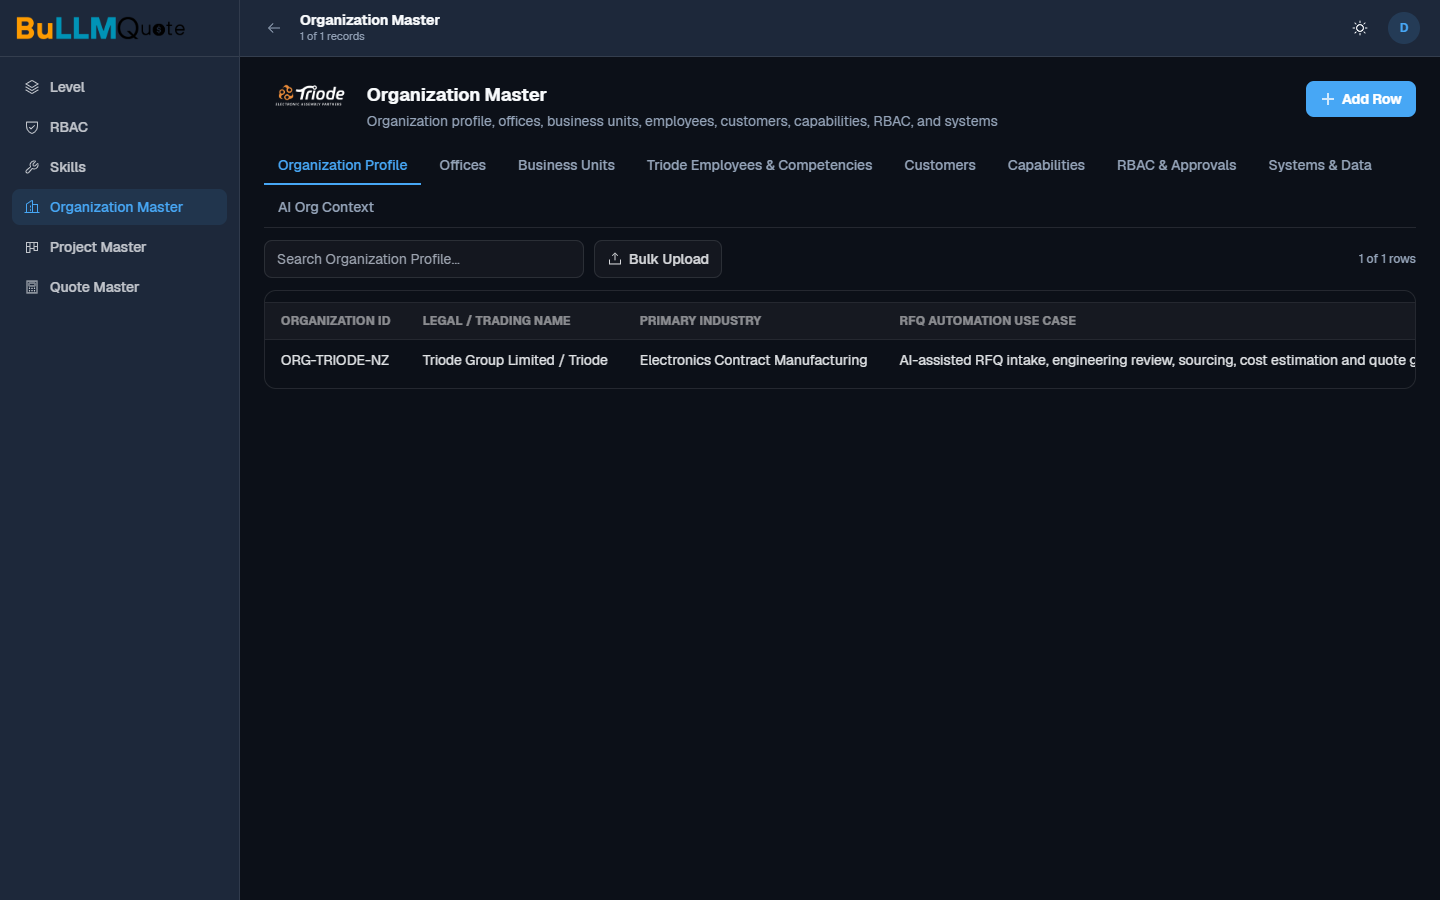 BuLLMQuote
Organization Master
1 of 1 records
D
Level
RBAC
Skills
Organization Master
Project Master
Quote Master
Triode
ELECTRONIC ASSEMBLY PARTNERS
Organization Master
Organization profile, offices, business units, employees, customers, capabilities, RBAC, and systems
Add Row
Organization Profile Offices Business Units Triode Employees & Competencies Customers Capabilities RBAC & Approvals Systems & Data
AI Org Context
Search Organization Profile...
Bulk Upload
1 of 1 rows
ORGANIZATION ID LEGAL / TRADING NAME PRIMARY INDUSTRY RFQ AUTOMATION USE CASE
ORG-TRIODE-NZ Triode Group Limited / Triode Electronics Contract Manufacturing AI-assisted RFQ intake, engineering review, sourcing, cost estimation and quote